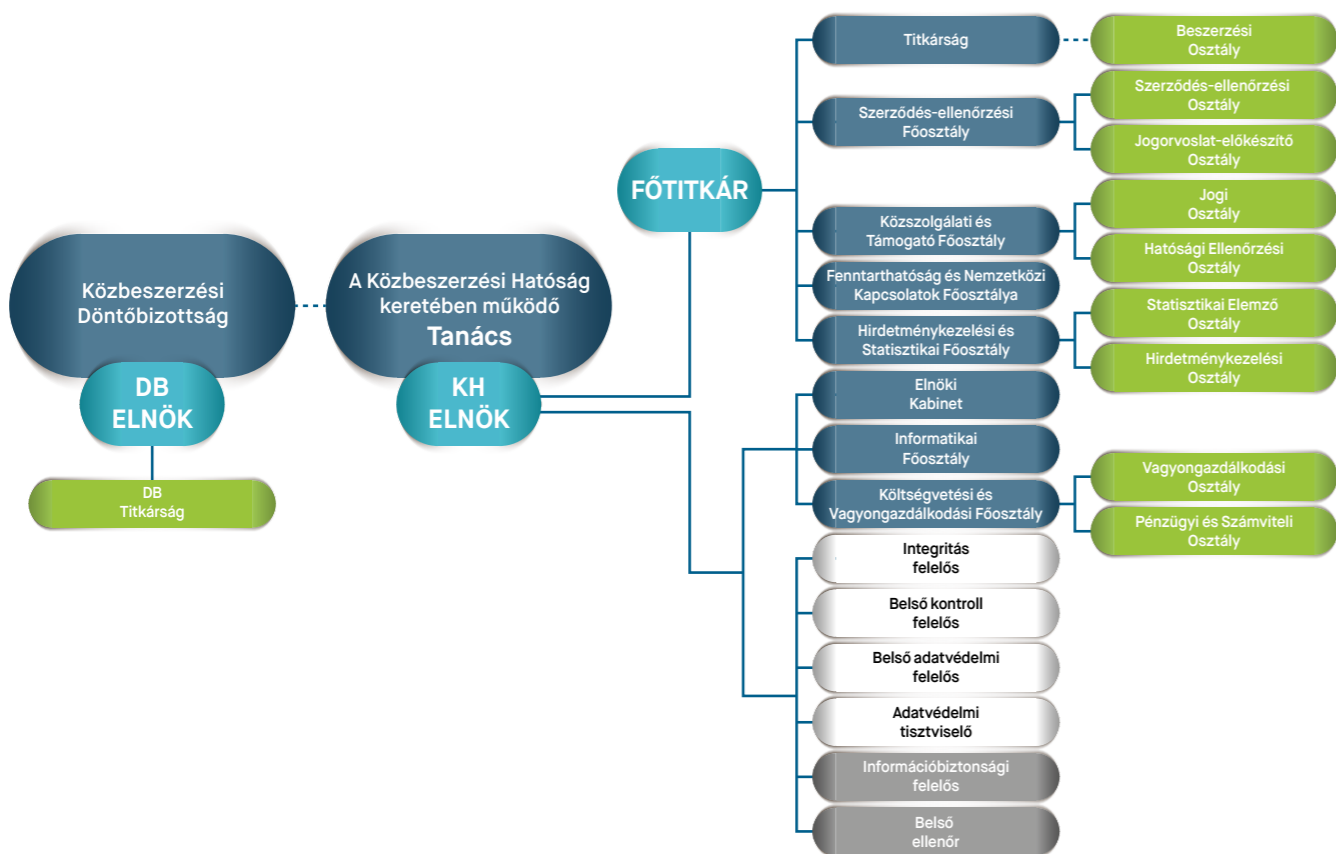 Közbeszerzési
Döntőbizottság
DB
ELNÖK
DB
Titkárság
A Közbeszerzési Hatóság
keretében működő
Tanács
KH
ELNÖK
FŐTITKÁR
Titkárság
Beszerzési
Osztály
Szerződés-ellenőrzési
Főosztály
Szerződés-ellenőrzési
Osztály
Jogorvoslat-előkészítő
Osztály
Közszolgálati és
Támogató Főosztály
Jogi
Osztály
Hatósági Ellenőrzési
Osztály
Fenntarthatóság és Nemzetközi
Kapcsolatok Főosztálya
Hirdetménykezelési és
Statisztikai Főosztály
Statisztikai Elemző
Osztály
Hirdetménykezelési
Osztály
Elnöki
Kabinet
Informatikai
Főosztály
Költségvetési és
Vagyongazdálkodási Főosztály
Vagyongazdálkodási
Osztály
Pénzügyi és Számviteli
Osztály
Integritás
felelős
Belső kontroll
felelős
Belső adatvédelmi
felelős
Adatvédelmi
tisztviselő
Információbiztonsági
felelős
Belső
ellenőr